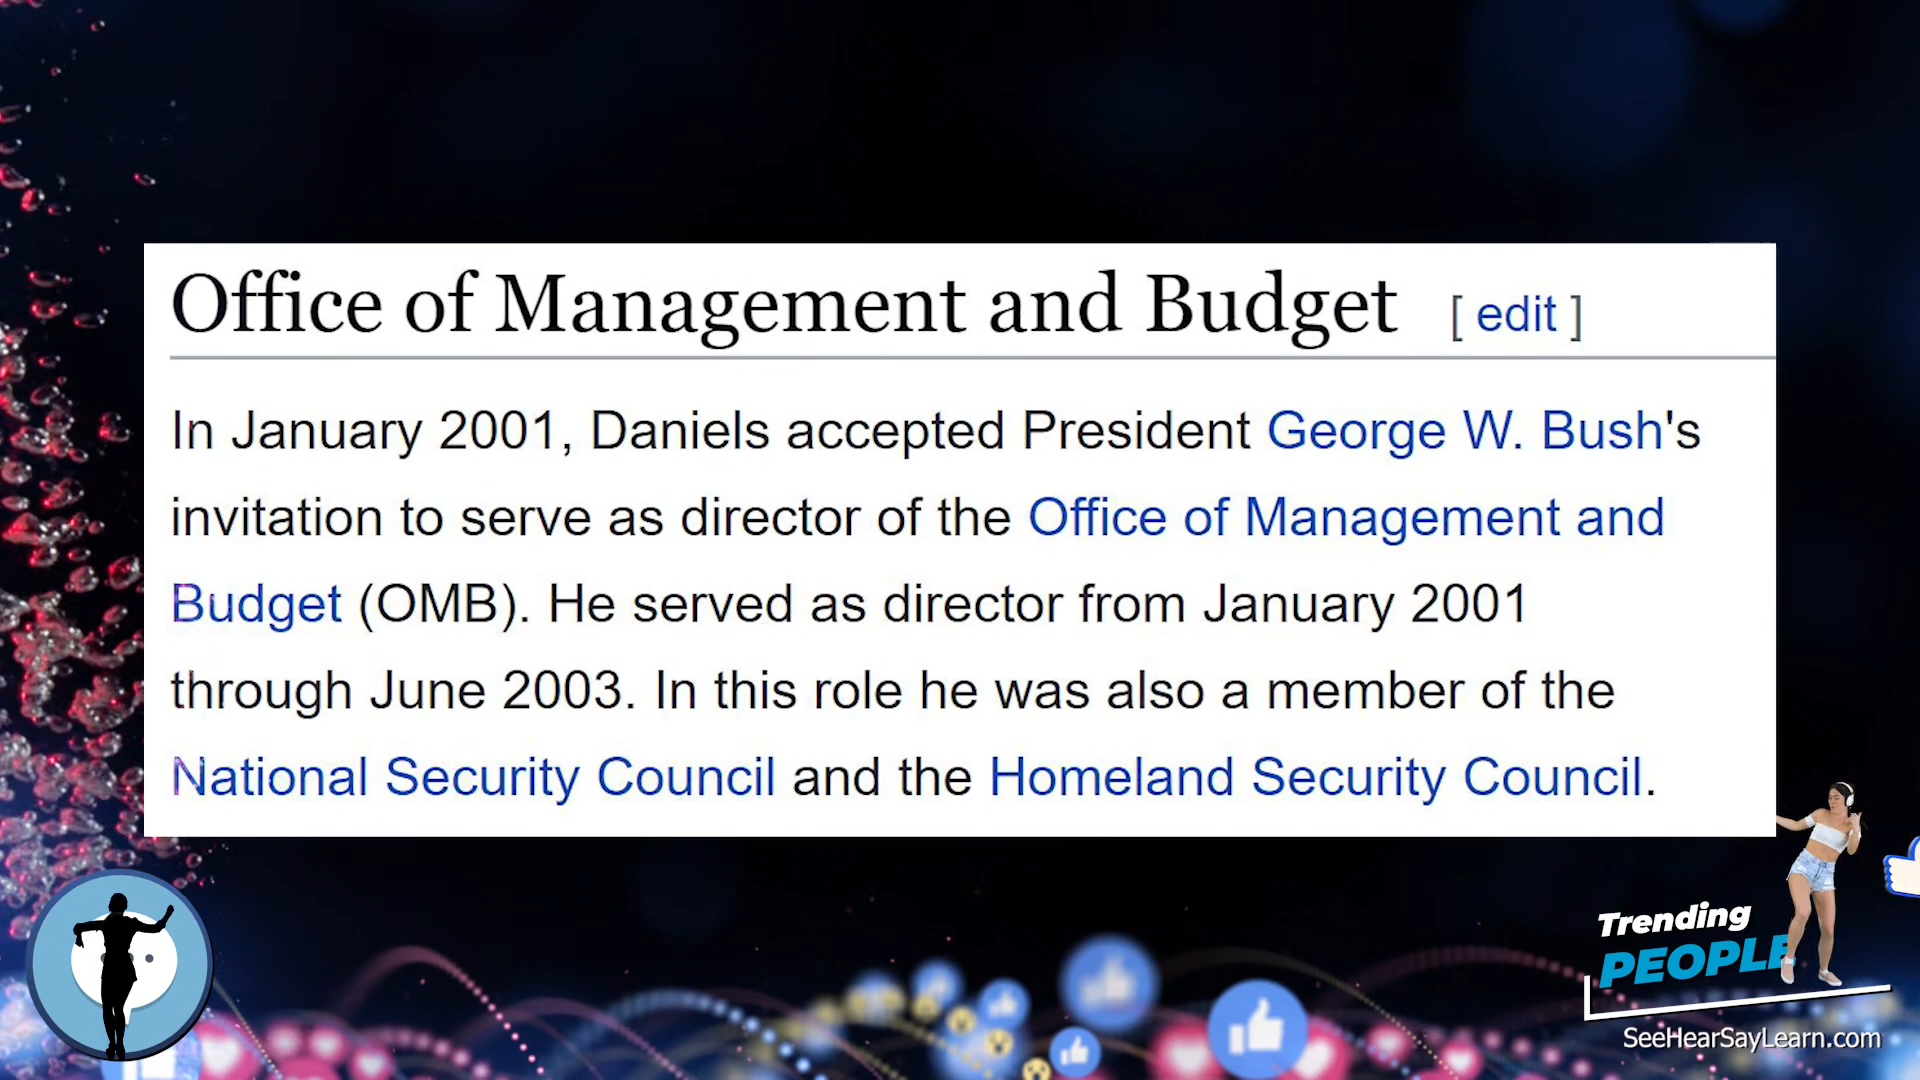 Office of Management and Budget [ edit ]
In January 2001, Daniels accepted President George W. Bush's
invitation to serve as director of the Office of Management and
Budget (OMB). He served as director from January 2001
through June 2003. In this role he was also a member of the
National Security Council and the Homeland Security Council.
Trending
PEOPLE
SeeHearSayLearn.com